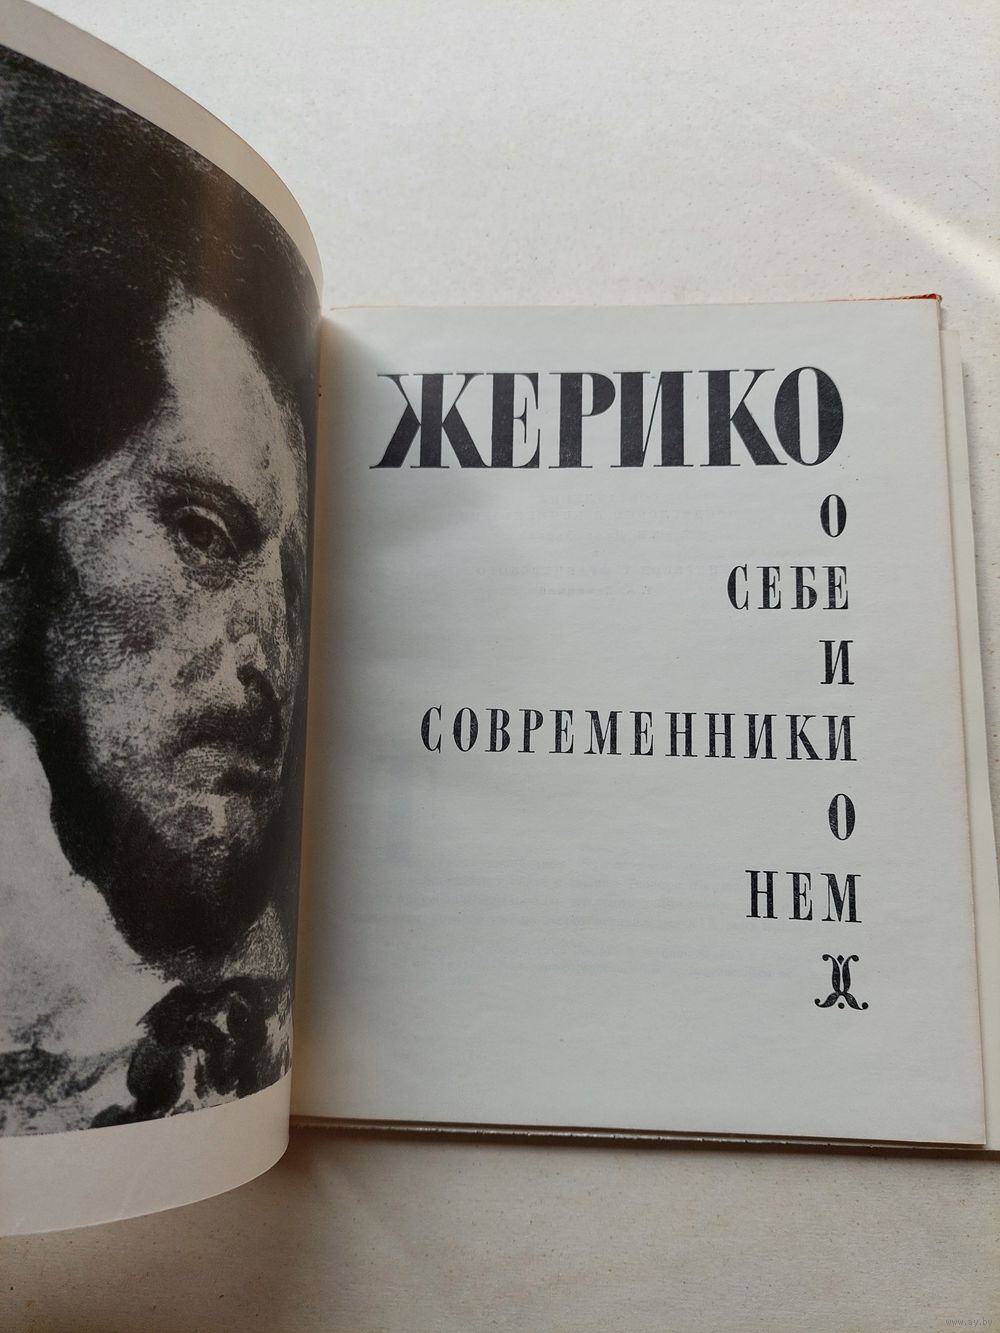 ЖЕРИКО
О
СЕБЕ
И
СОВРЕМЕННИКИ
О
НЕМ
www.ay.by